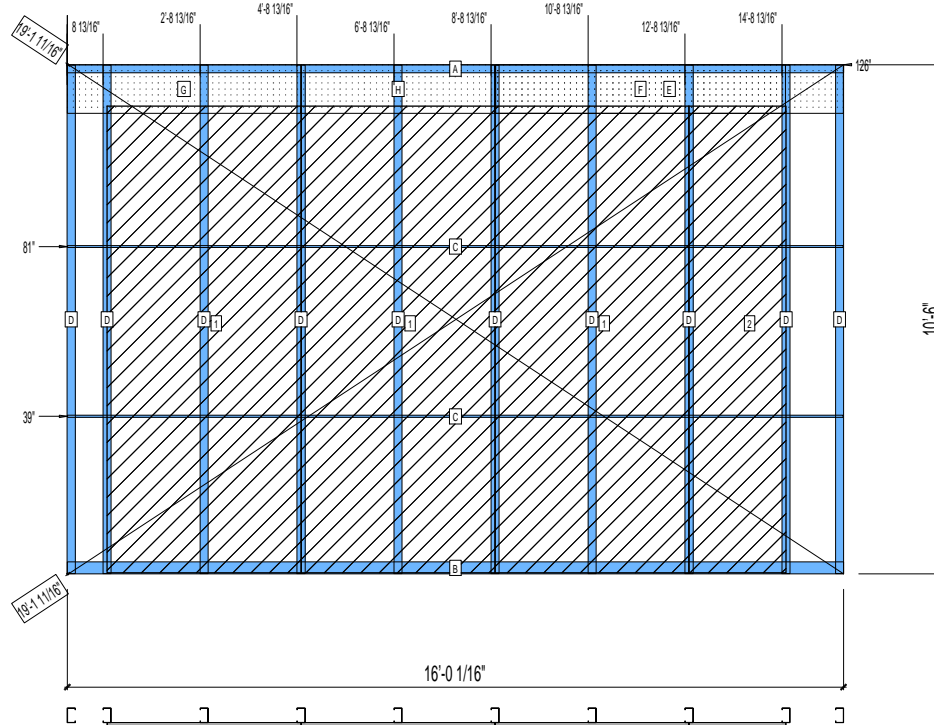 8 13/16"
2'-8 13/16"
4'-8 13/16"
6'-8 13/16"
8'-8 13/16"
10'-8 13/16"
12'-8 13/16"
14'-8 13/16"
19'-1 11/16"
A
126"
G
H
F
E
81"
C
D
D
D
1
D
D
1
D
D
1
D
2
D
D
10'-6"
39"
C
B
19'-1 11/16"
16'-0 1/16"